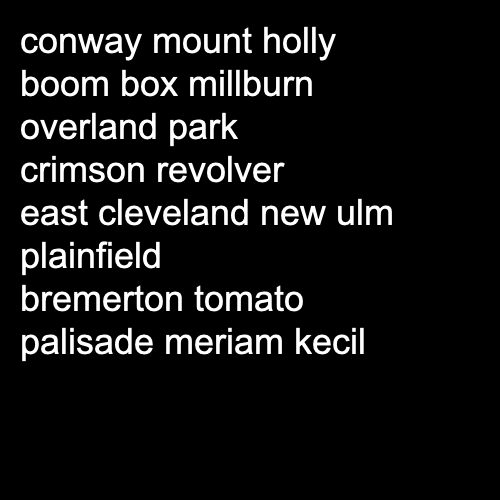 conway mount holly
boom box millburn
overland park
crimson revolver
east cleveland new ulm
plainfield
bremerton tomato
palisade meriam kecil